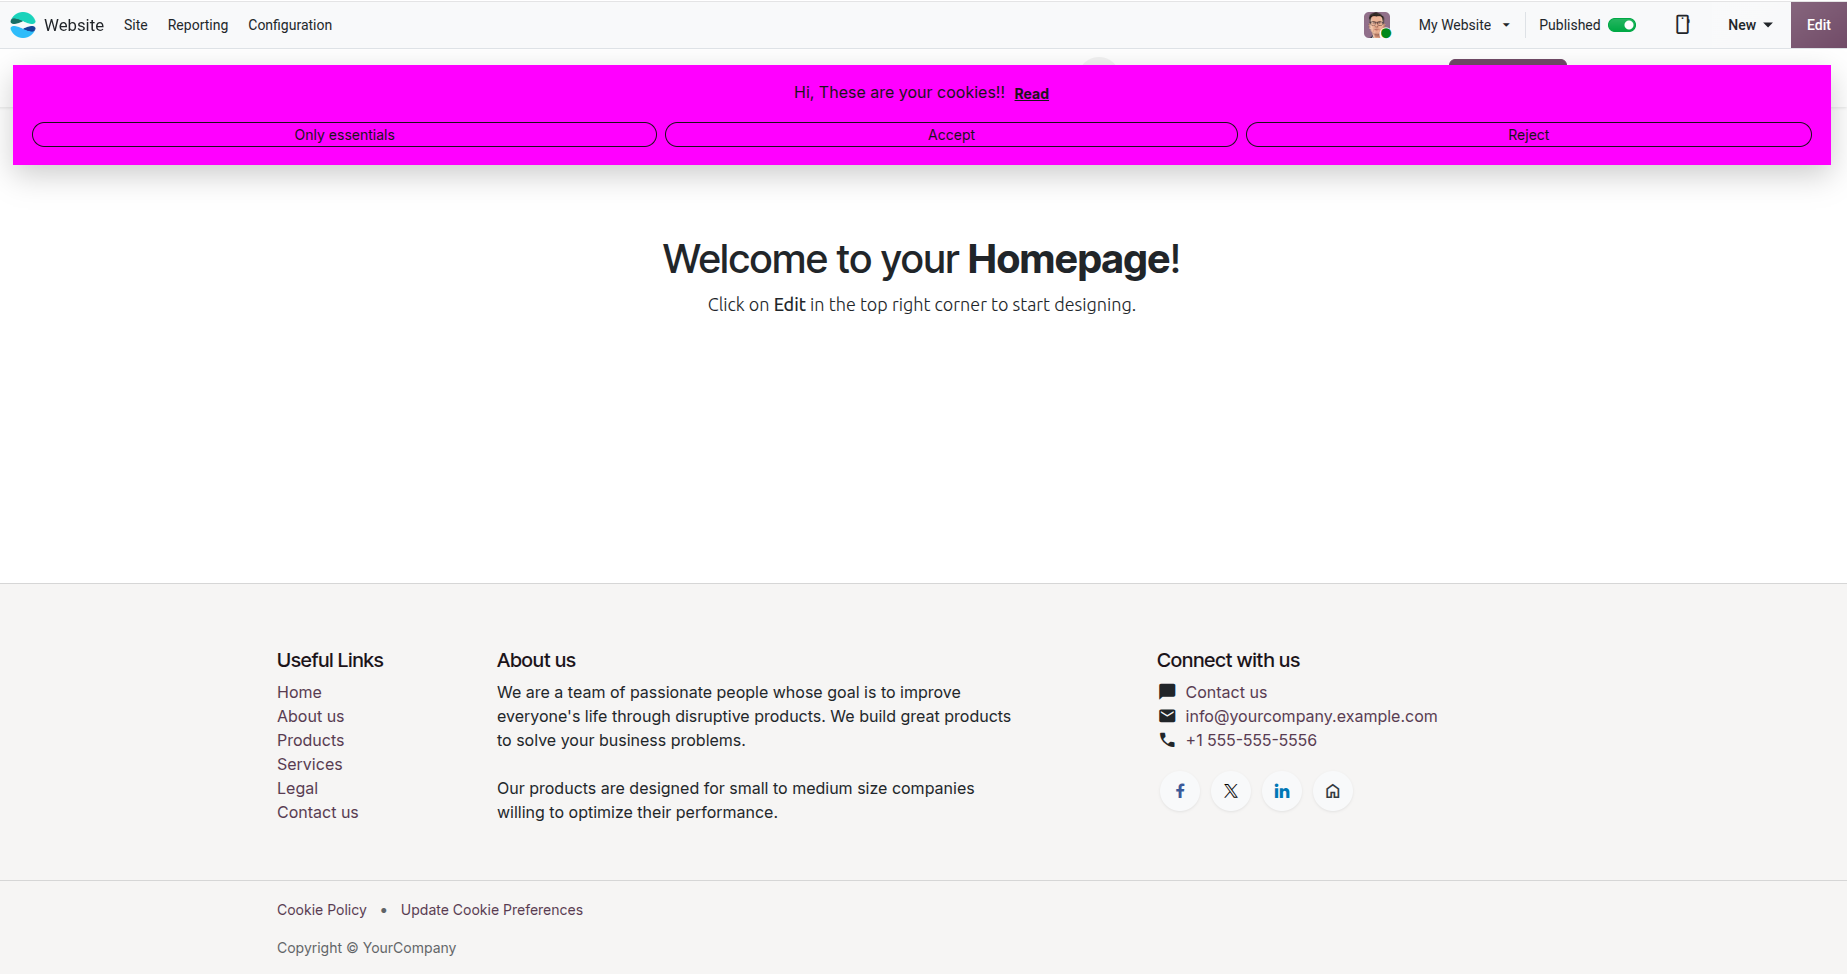 Website Site Reporting Configuration My Website Published New Edit
Hi, These are your cookies!! Read
Only essentials Accept Reject
Welcome to your Homepage!
Click on Edit in the top right corner to start designing.
Useful Links
Home
About us
Products
Services
Legal
Contact us
About us
We are a team of passionate people whose goal is to improve
everyone's life through disruptive products. We build great products
to solve your business problems.
Our products are designed for small to medium size companies
willing to optimize their performance.
Connect with us
Contact us
info@yourcompany.example.com
+1 555-555-5556
Cookie Policy • Update Cookie Preferences
Copyright © YourCompany